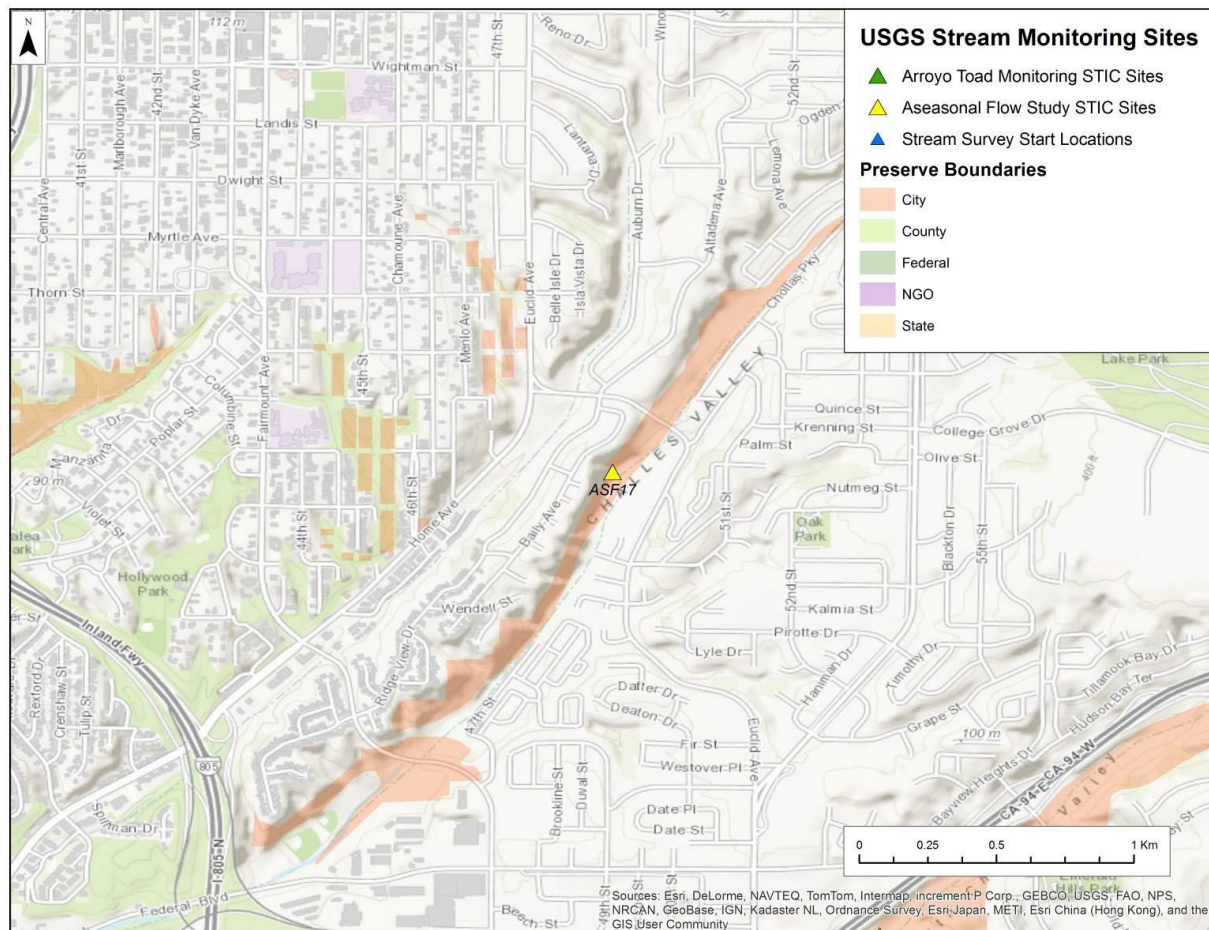 N
USGS Stream Monitoring Sites
Arroyo Toad Monitoring STIC Sites
Aseasonal Flow Study STIC Sites
Stream Survey Start Locations
Preserve Boundaries
City
County
Federal
NGO
State
112 m
42nd St
Marlborough Ave
Van Dyke Ave
41st St
Central Ave
47th St
Reno Dr
Wightman St
52nd St
Landis St
Lantana Dr
Lemona Ave
Dwight St
Auburn Dr
Altadena Ave
Myrtle Ave
Chamoune Ave
Euclid Ave
Belle Isle Dr
Isla Vista Dr
Chollas Pky
Thorn St
Menlo Ave
45th St
Fairmount Ave
Columbine St
Poplar St
Lake Park
CHALLES VALLEY
Quince St
Krenning St
College Grove Dr
Palm St
Olive St
400 ft
90 m
Violet St
46th St
Home Ave
Bally Ave
ASF17
Nutmeg St
51st St
Oak
Park
Blackton Dr
55th St
44th St
Hollywood
Park
Wendell St
52nd St
Kalmia St
Inland Fwy
Pirotte Dr
Lyle Dr
Ridge View Dr
Rexford Dr
Crenshaw St
Tulip St
Haniman Dr
Timothy Dr
Tillamook Bay Dr
Hudson Bay Ter
47th St
Dafter Dr
Deaton Dr
Grape St
Euclid Ave
Fir St
100 m
Westover Pl
Bayview Heights Dr
CA-94-E
CA-94-W
Valley
805
Brookline St
Duval St
Date Pl
Date St
Spillman Dr
I-805-N
0 0.25 0.5 1 Km
Emerald
Hills Park
Federal Blvd
Beech St
49th St
Sources: Esri, DeLorme, NAVTEQ, TomTom, Intermap, increment P Corp., GEBCO, USGS, FAO, NPS,
NRCAN, GeoBase, IGN, Kadaster NL, Ordnance Survey, Esri Japan, METI, Esri China (Hong Kong), and the
GIS User Community